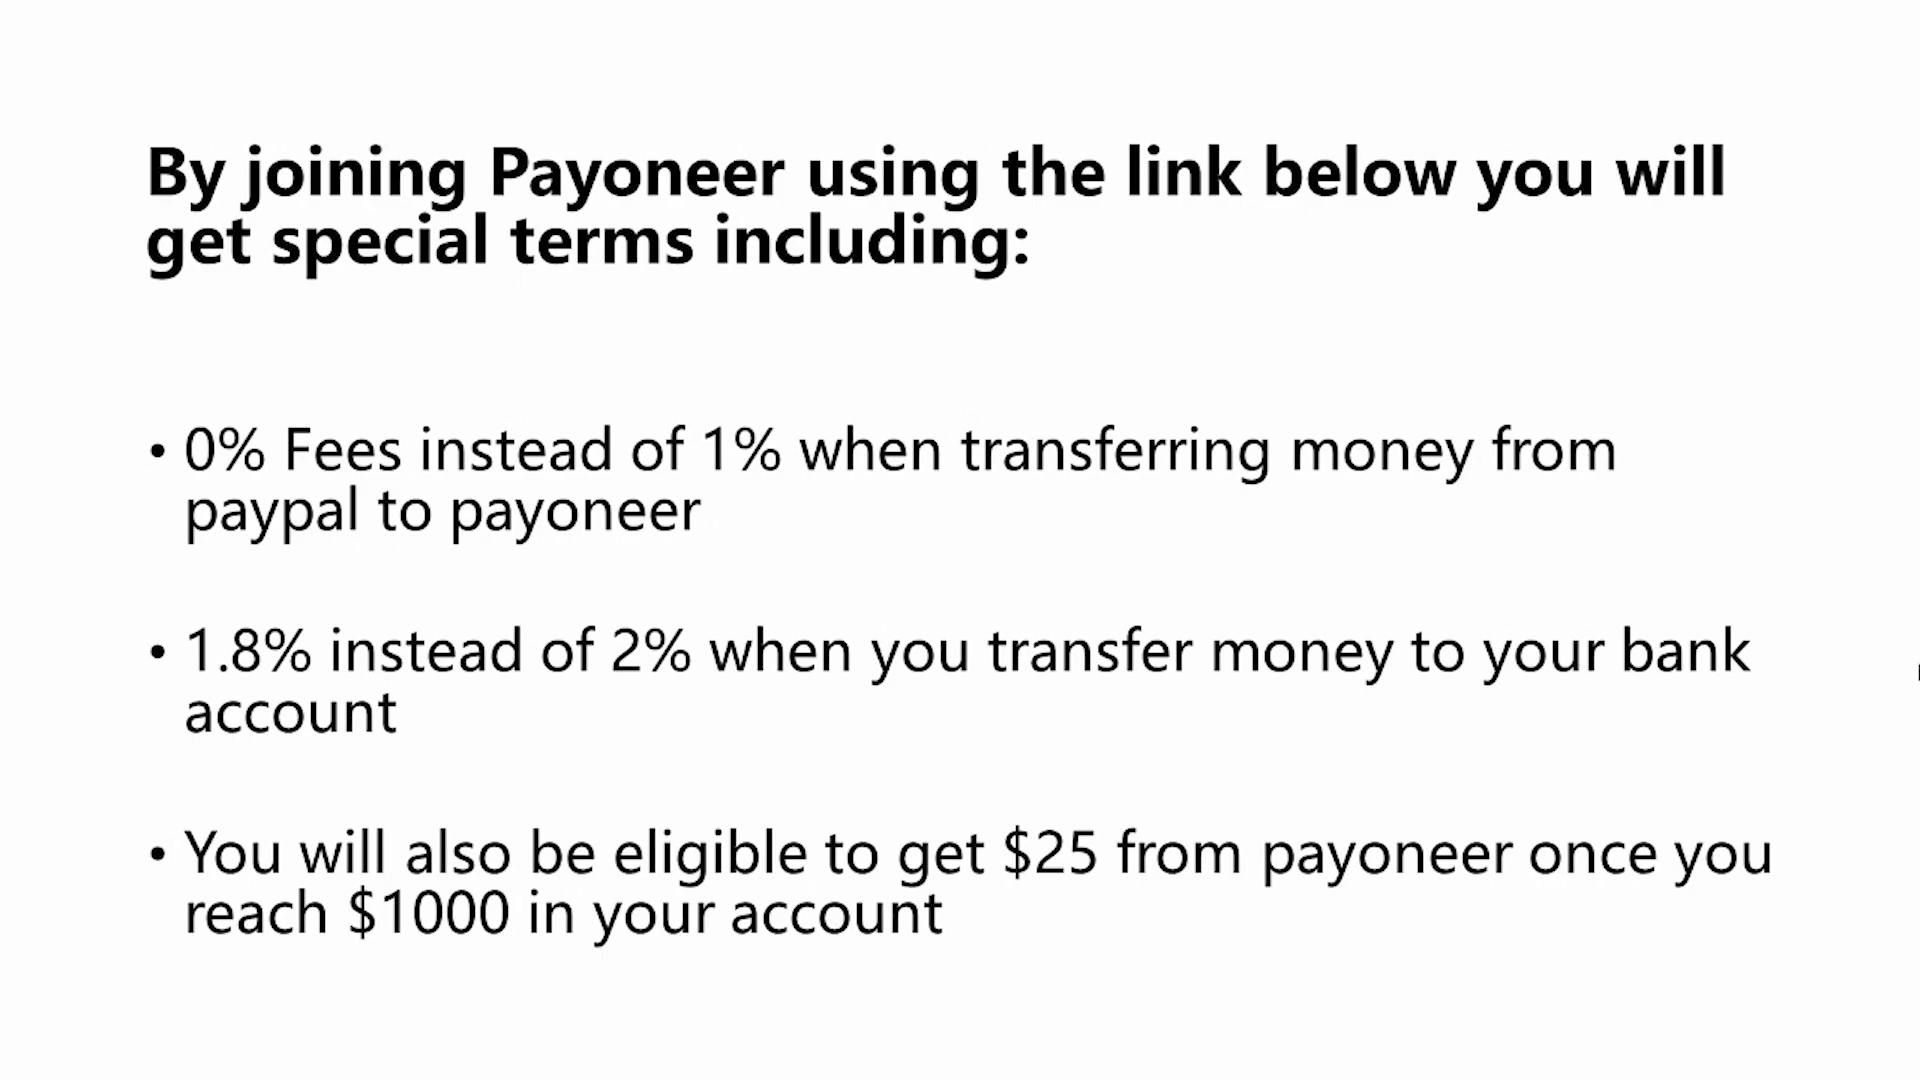 By joining Payoneer using the link below you will
get special terms including:
• 0% Fees instead of 1% when transferring money from
paypal to payoneer
• 1.8% instead of 2% when you transfer money to your bank
account
• You will also be eligible to get $25 from payoneer once you
reach $1000 in your account